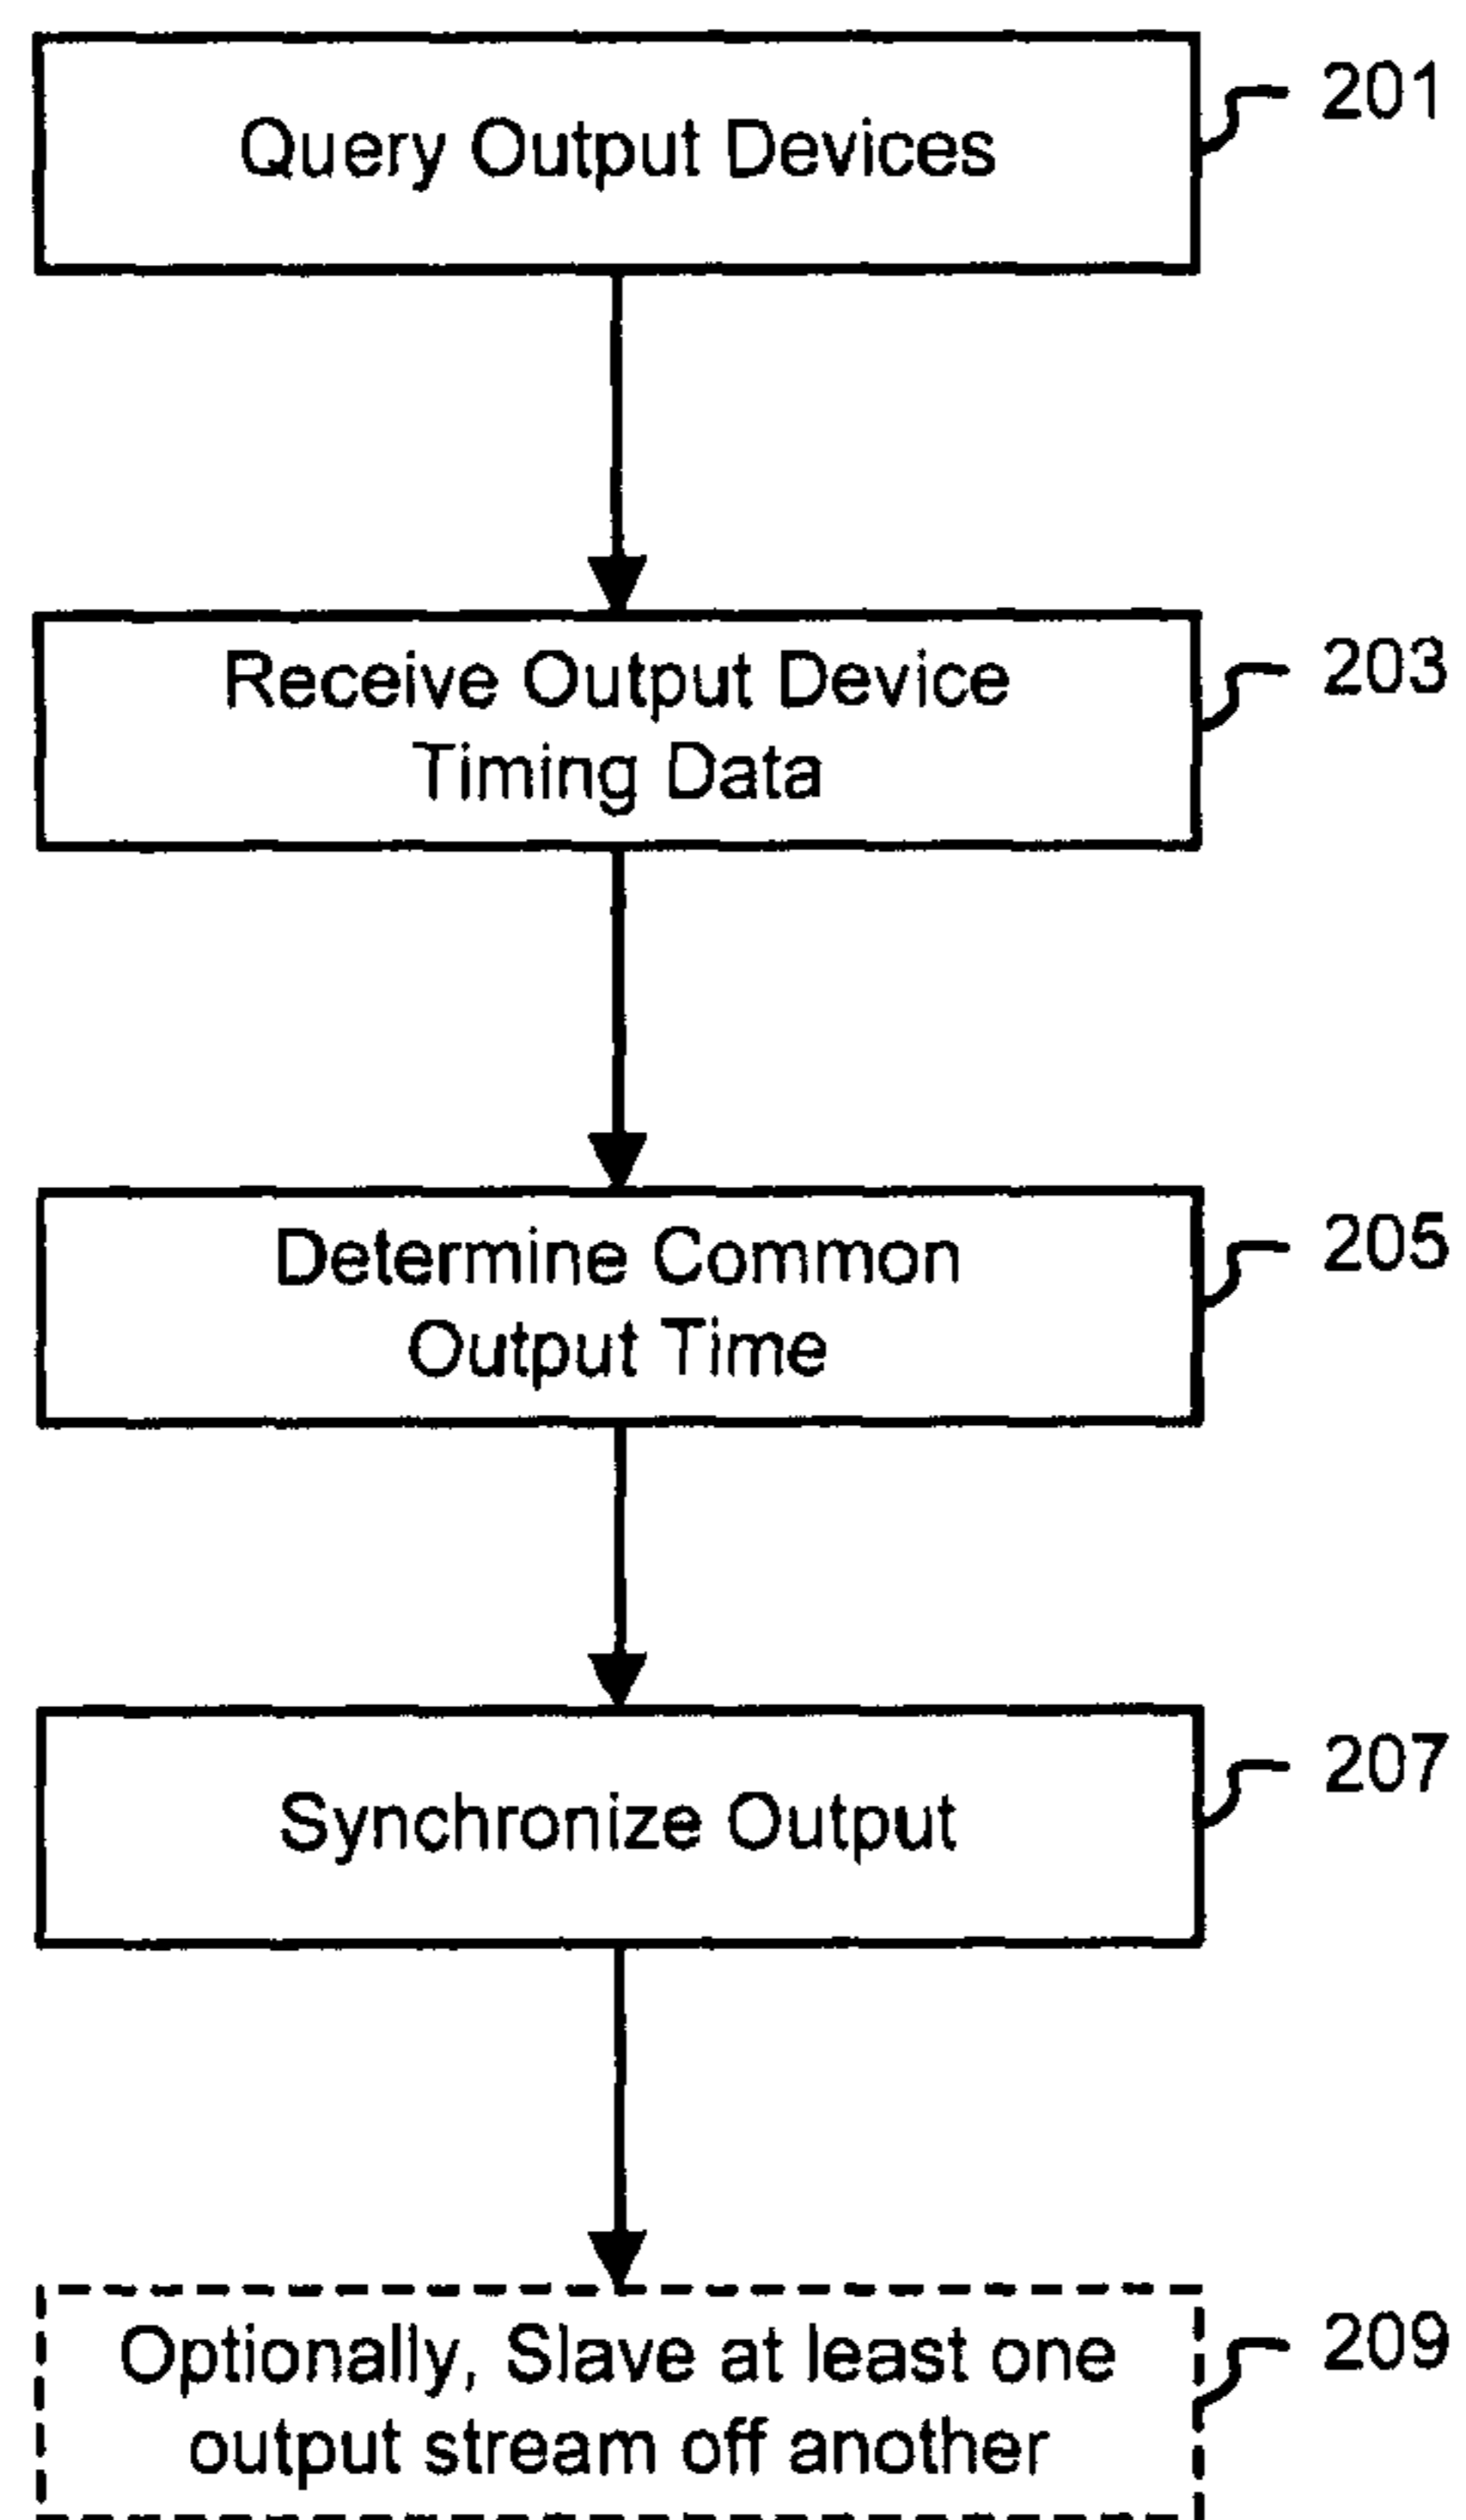 Query Output Devices
201
Receive Output Device
Timing Data
203
Determine Common
Output Time
205
Synchronize Output
207
Optionally, Slave at least one
output stream off another
209